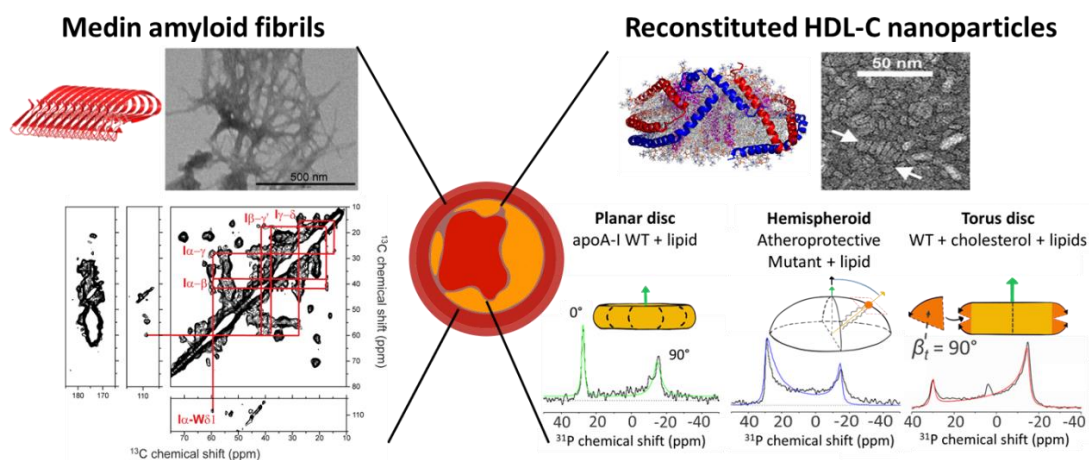 Medin amyloid fibrils
Reconstituted HDL-C nanoparticles
500 nm
50 nm
Iβ-γ' Iγ-δ
Iα-γ
Iα-β
Iα-Wδ1
10
20
30
40
50
60
70
80
¹³C chemical shift (ppm)
110
180 170
110
70 60 50 40 30 20 10
¹³C chemical shift (ppm)
Planar disc
apoA-I WT + lipid
0°
90°
40 20 0 -20 -40
³¹P chemical shift (ppm)
Hemispheroid
Atheroprotective
Mutant + lipid
40 20 0 -20 -40
³¹P chemical shift (ppm)
Torus disc
WT + cholesterol + lipids
β't = 90°
40 20 0 -20 -40
³¹P chemical shift (ppm)